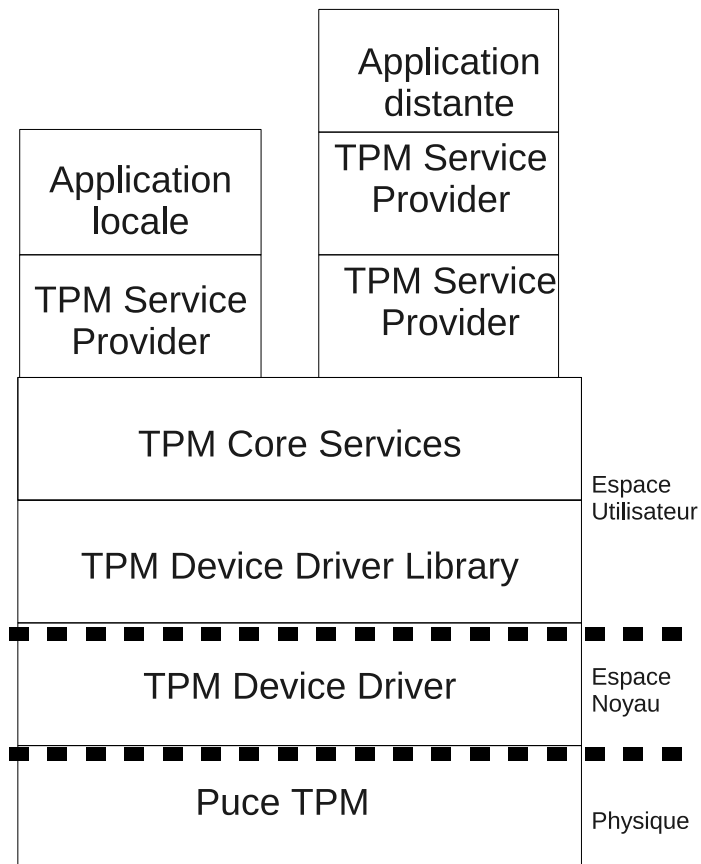 Application
distante
TPM Service
Provider
Application
locale
TPM Service
Provider
TPM Service
Provider
TPM Core Services
Espace
Utilisateur
TPM Device Driver Library
TPM Device Driver
Espace
Noyau
Puce TPM
Physique